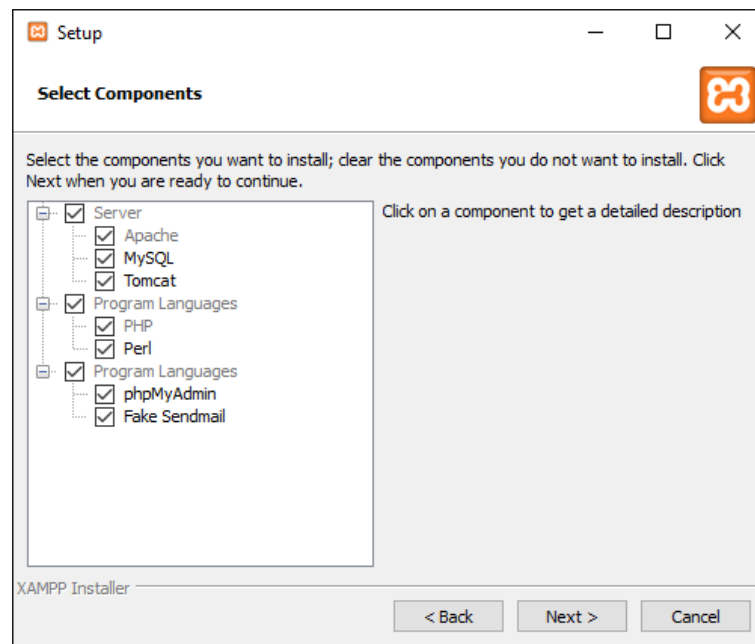 Setup
Select Components
Select the components you want to install; clear the components you do not want to install. Click
Next when you are ready to continue.
Server
Apache
MySQL
Tomcat
Program Languages
PHP
Perl
Program Languages
phpMyAdmin
Fake Sendmail
Click on a component to get a detailed description
XAMPP Installer
< Back
Next >
Cancel